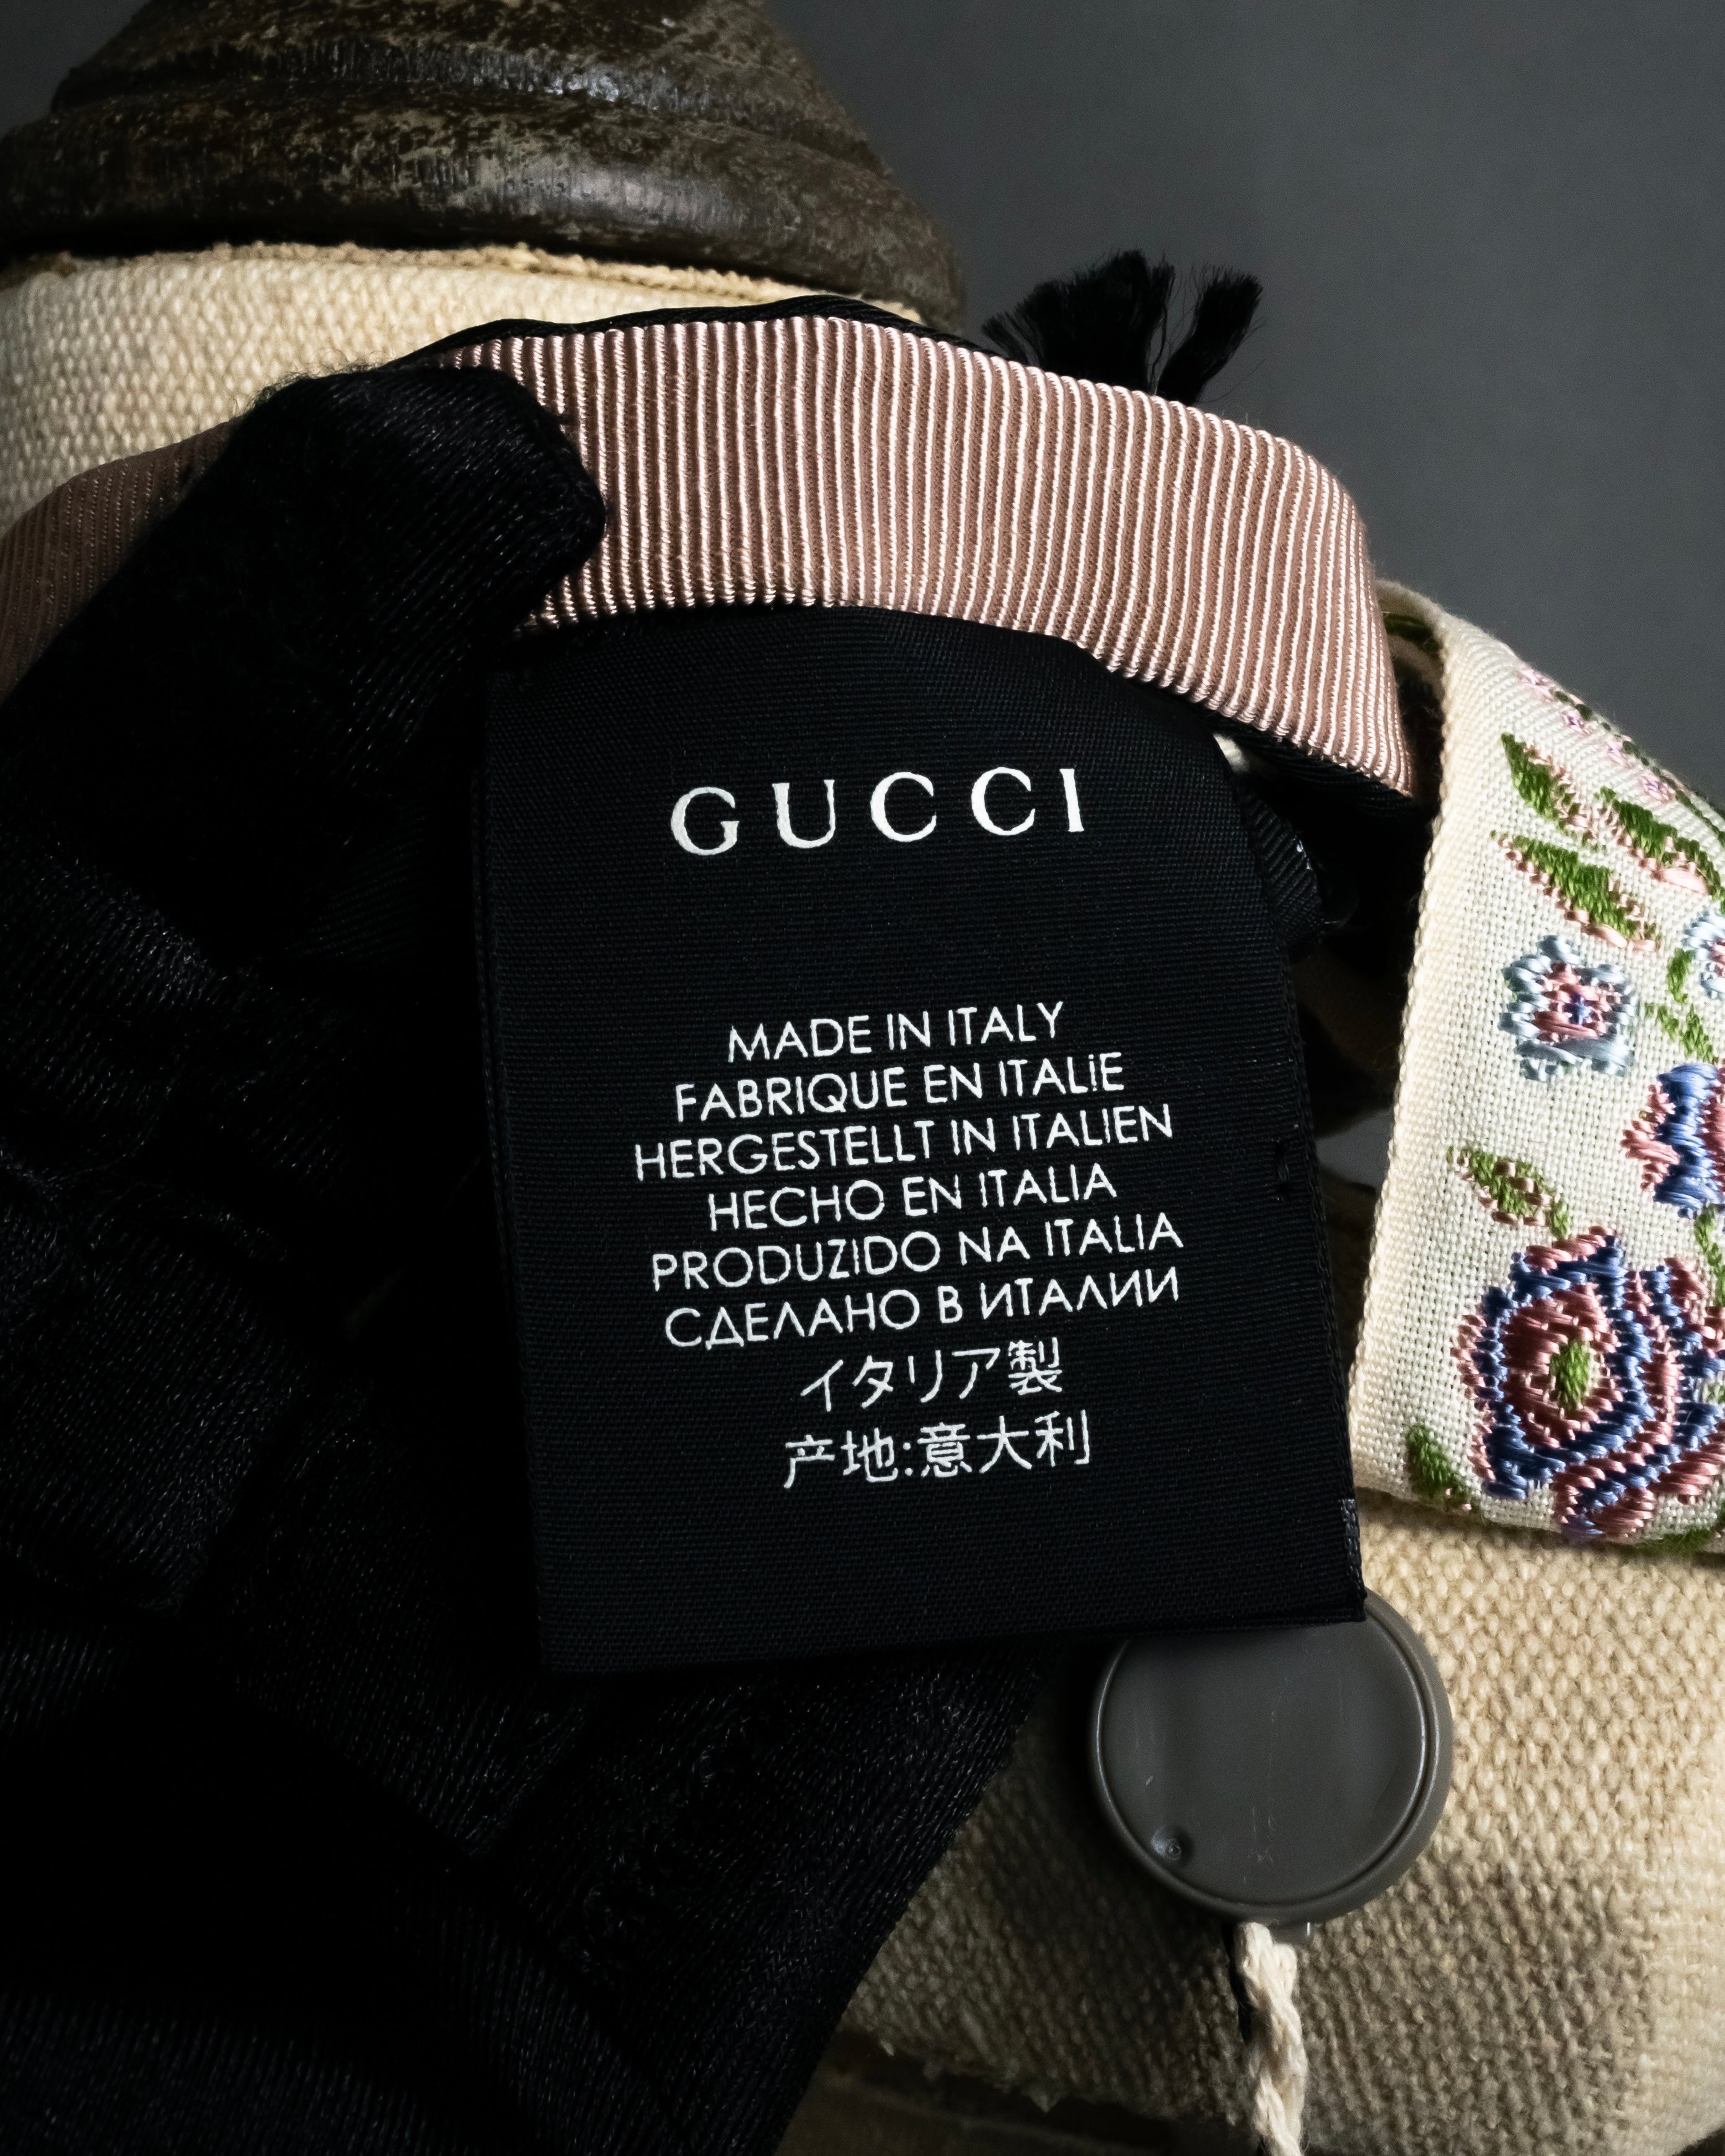 GUCCI
MADE IN ITALY
FABRIQUE EN ITALiE
HERGESTELLT IN ITALIEN
HECHO EN ITALIA
PRODUZIDO NA ITALIA
СДЕЛАНО В ИТАЛИИ
イタリア製
产地:意大利